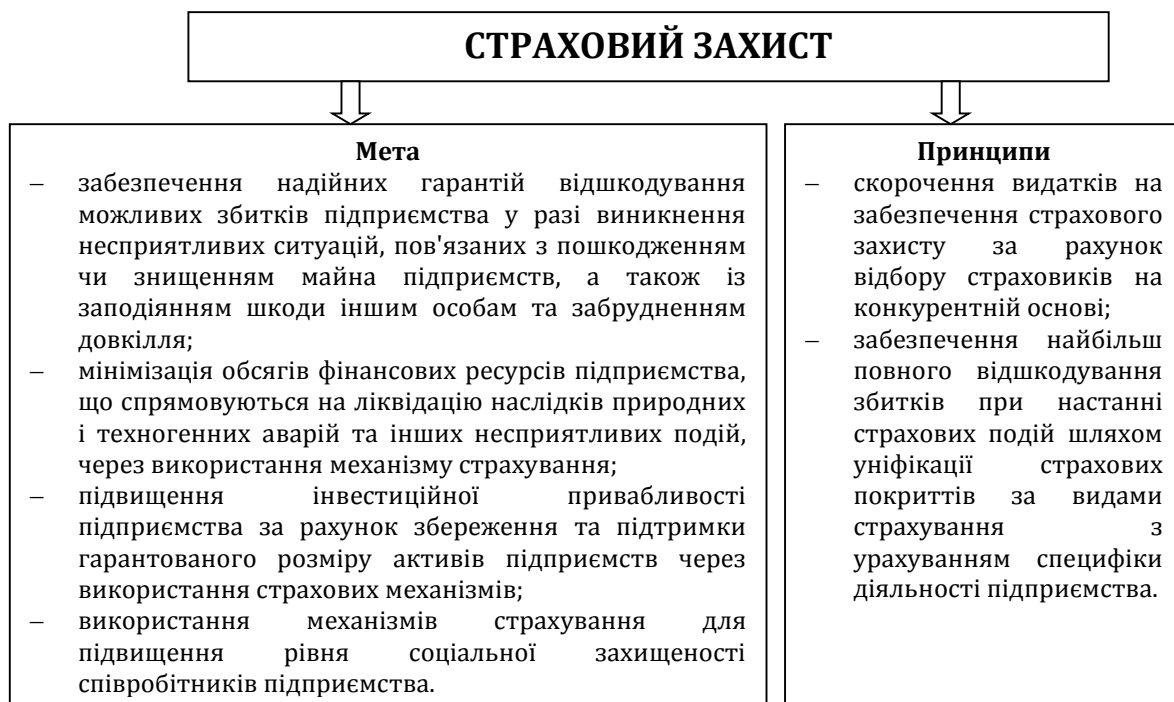 СТРАХОВИЙ ЗАХИСТ
Мета
– забезпечення надійних гарантій відшкодування
можливих збитків підприємства у разі виникнення
несприятливих ситуацій, пов'язаних з пошкодженням
чи знищенням майна підприємств, а також із
заподіянням шкоди іншим особам та забрудненням
довкілля;
– мінімізація обсягів фінансових ресурсів підприємства,
що спрямовуються на ліквідацію наслідків природних
і техногенних аварій та інших несприятливих подій,
через використання механізму страхування;
– підвищення інвестиційної привабливості
підприємства за рахунок збереження та підтримки
гарантованого розміру активів підприємств через
використання страхових механізмів;
– використання механізмів страхування для
підвищення рівня соціальної захищеності
співробітників підприємства.
Принципи
– скорочення видатків на
забезпечення страхового
захисту за рахунок
відбору страховиків на
конкурентній основі;
– забезпечення найбільш
повного відшкодування
збитків при настанні
страхових подій шляхом
уніфікації страхових
покриттів за видами
страхування з
урахуванням специфіки
діяльності підприємства.